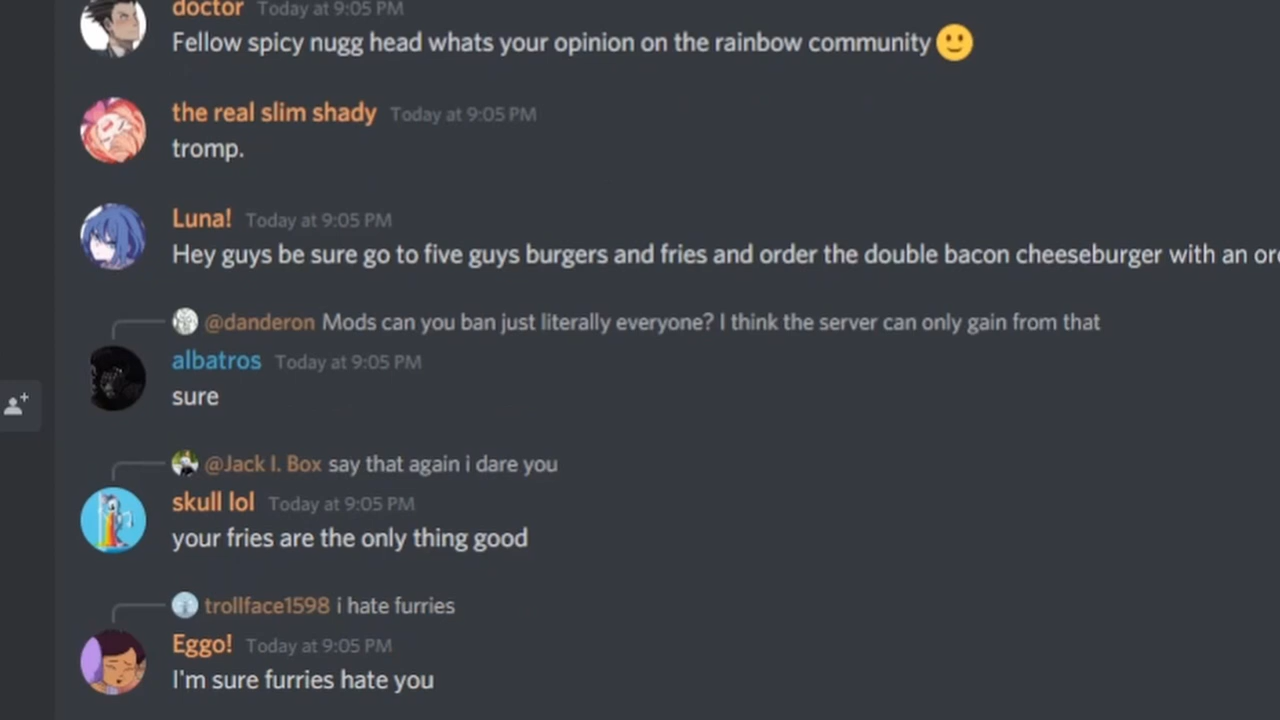 doctor Today at 9:05 PM
Fellow spicy nugg head whats your opinion on the rainbow community 🙂
the real slim shady Today at 9:05 PM
tromp.
Luna! Today at 9:05 PM
Hey guys be sure go to five guys burgers and fries and order the double bacon cheeseburger with an
@danderon Mods can you ban just literally everyone? I think the server can only gain from that
albatros Today at 9:05 PM
sure
@Jack I. Box say that again i dare you
skull lol Today at 9:05 PM
your fries are the only thing good
trollface1598 i hate furries
Eggo! Today at 9:05 PM
I'm sure furries hate you